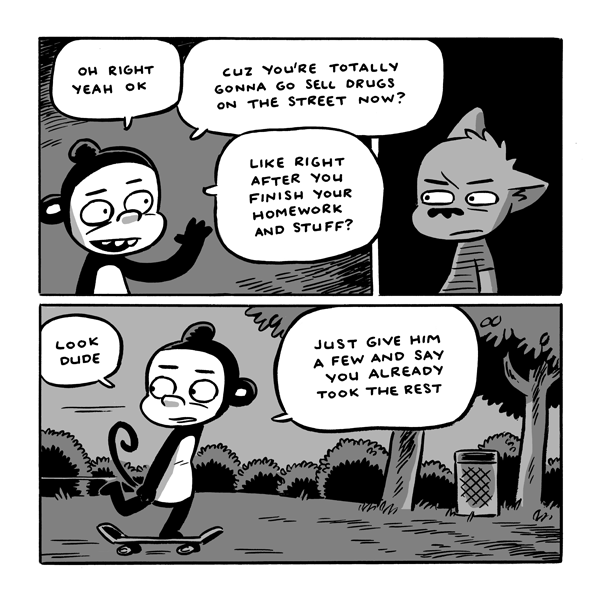 OH RIGHT
YEAH OK
CUZ YOU'RE TOTALLY
GONNA GO SELL DRUGS
ON THE STREET NOW?
LIKE RIGHT
AFTER YOU
FINISH YOUR
HOMEWORK
AND STUFF?
LOOK
DUDE
JUST GIVE HIM
A FEW AND SAY
YOU ALREADY
TOOK THE REST